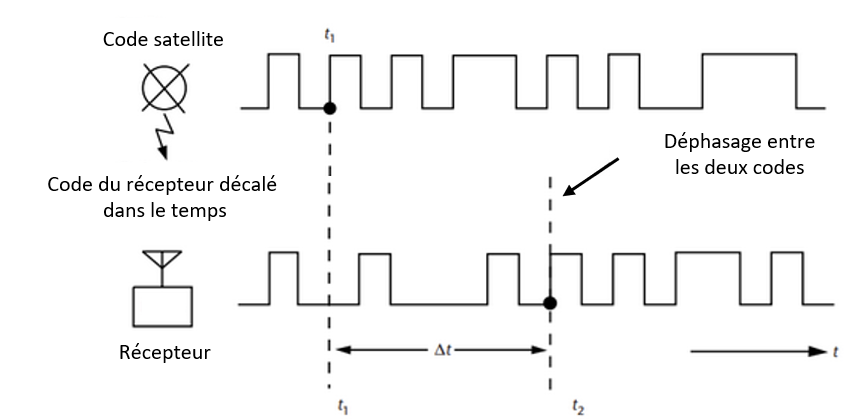 Code satellite
t1
Déphasage entre
les deux codes
Code du récepteur décalé
dans le temps
Récepteur
Δt
t
t1
t2